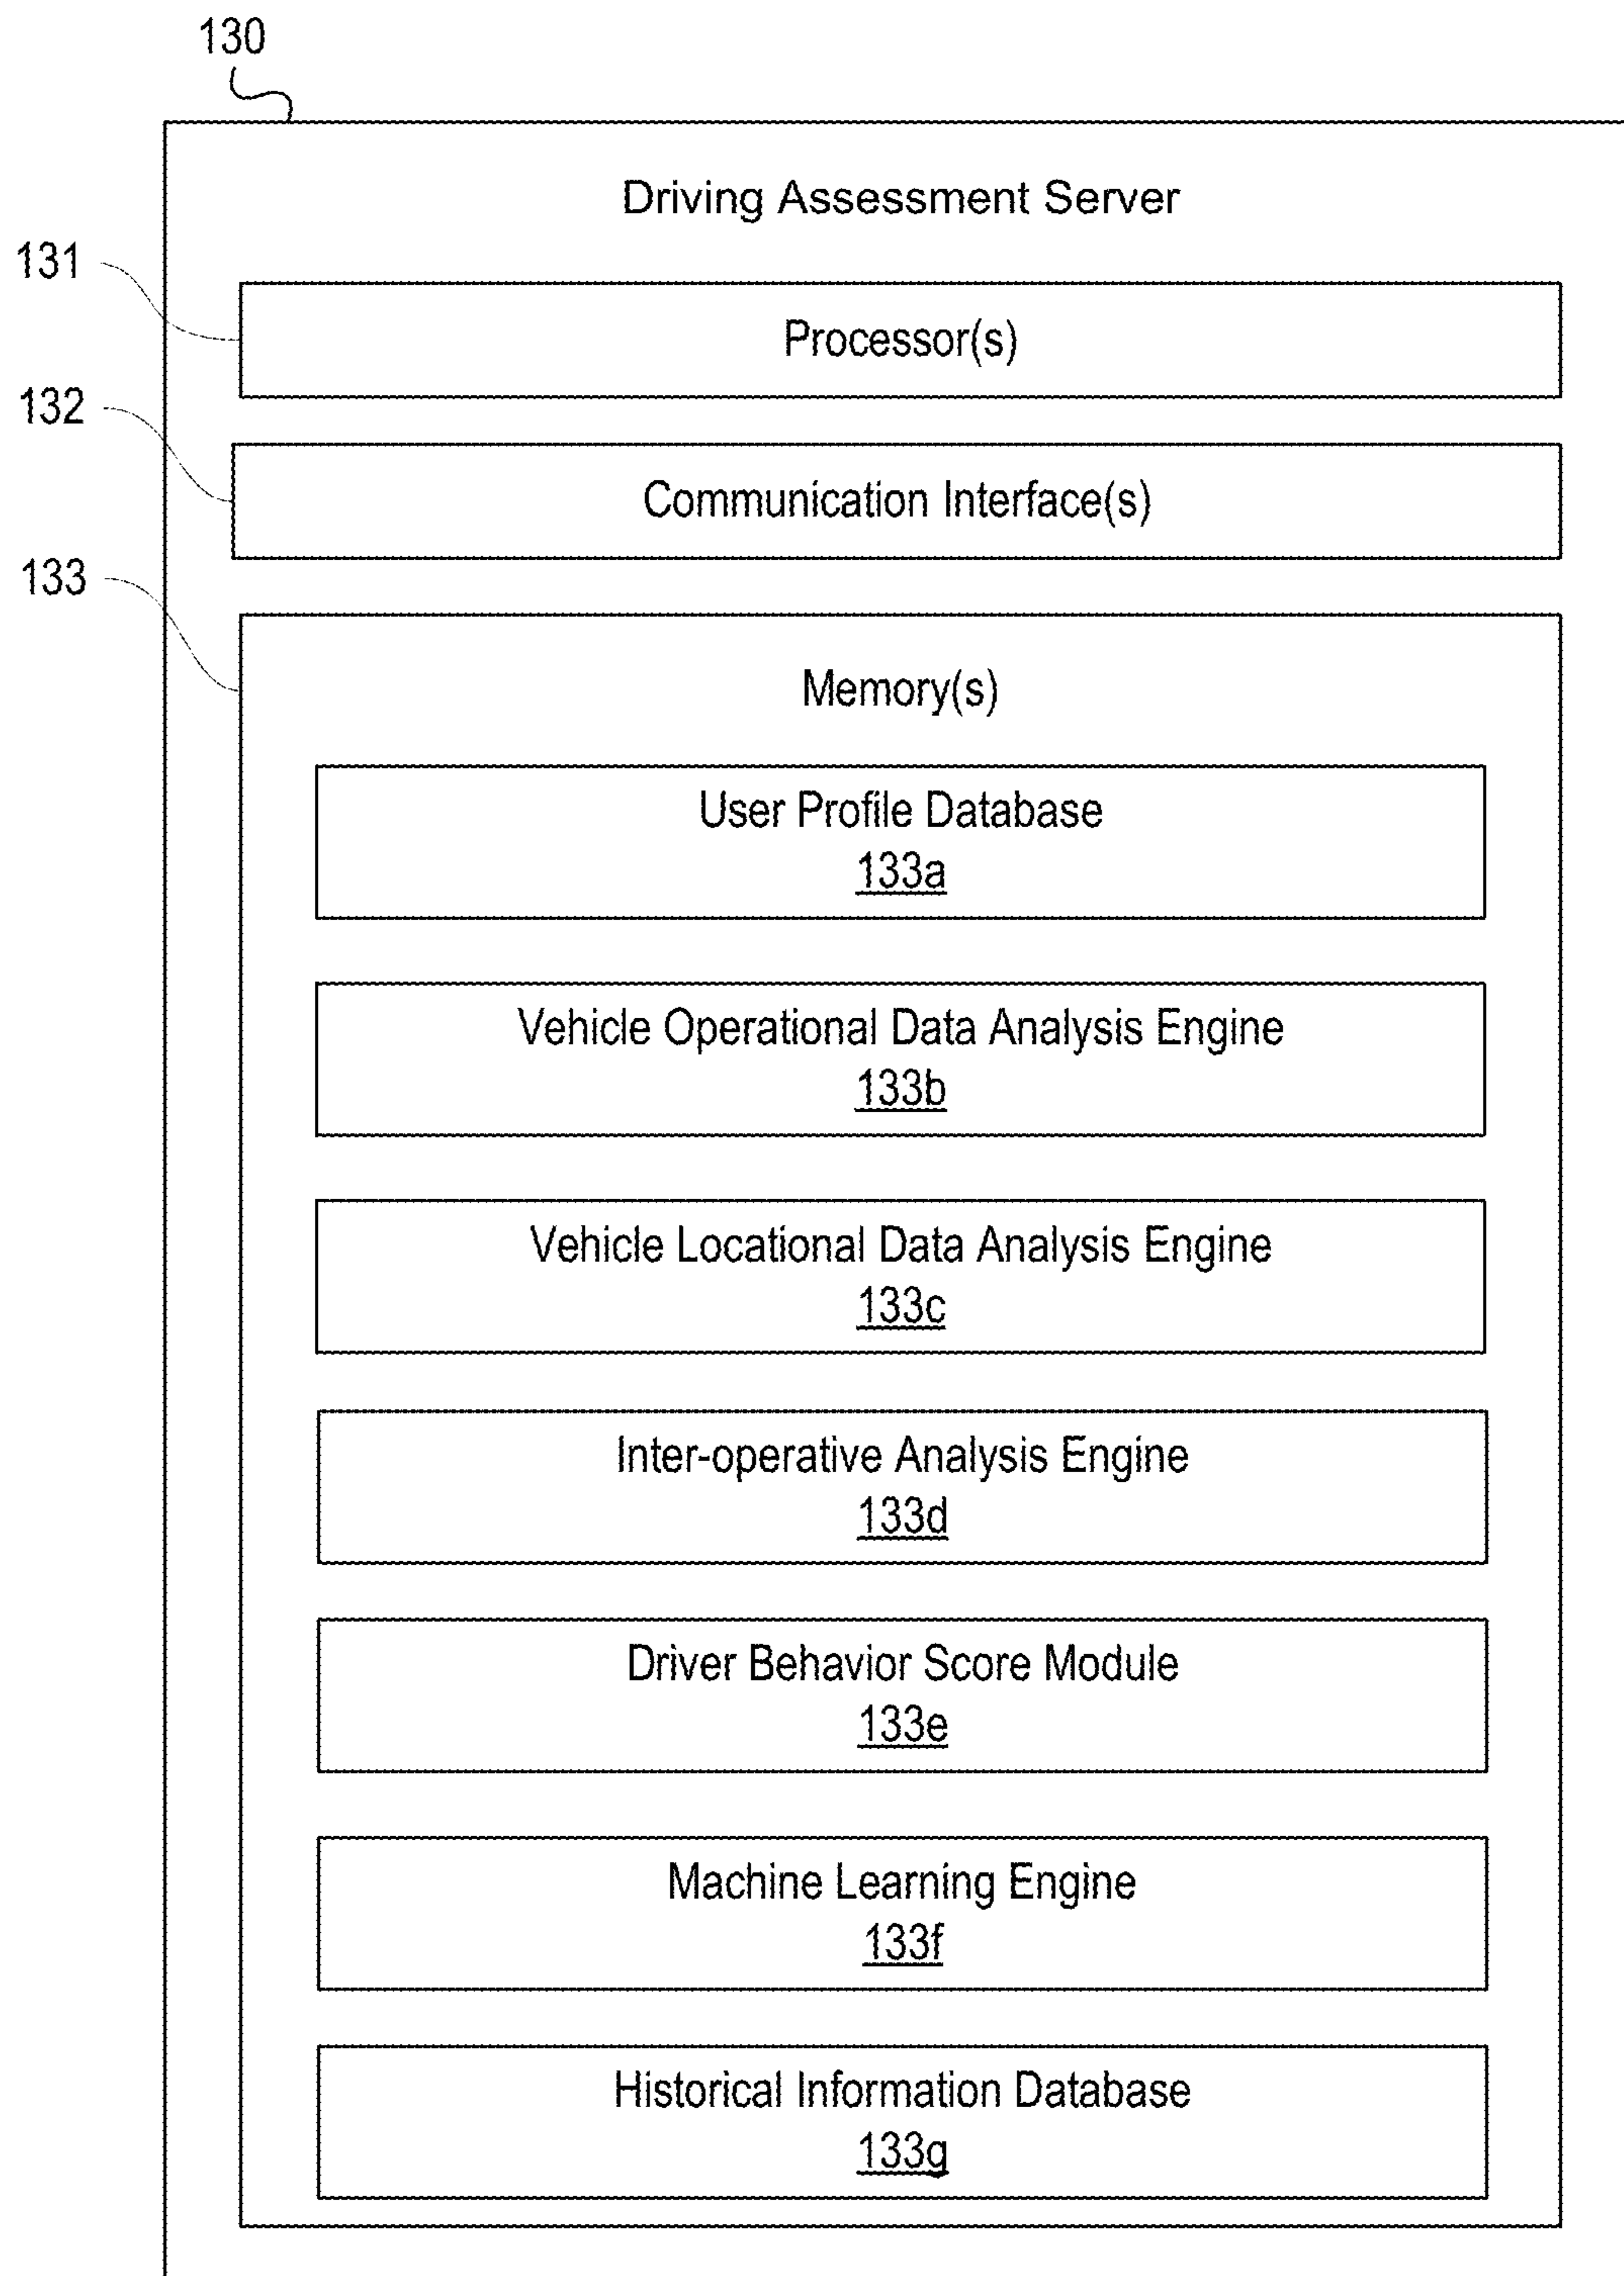 130
Driving Assessment Server
131
Processor(s)
132
Communication Interface(s)
133
Memory(s)
User Profile Database
133a
Vehicle Operational Data Analysis Engine
133b
Vehicle Locational Data Analysis Engine
133c
Inter-operative Analysis Engine
133d
Driver Behavior Score Module
133e
Machine Learning Engine
133f
Historical Information Database
133g